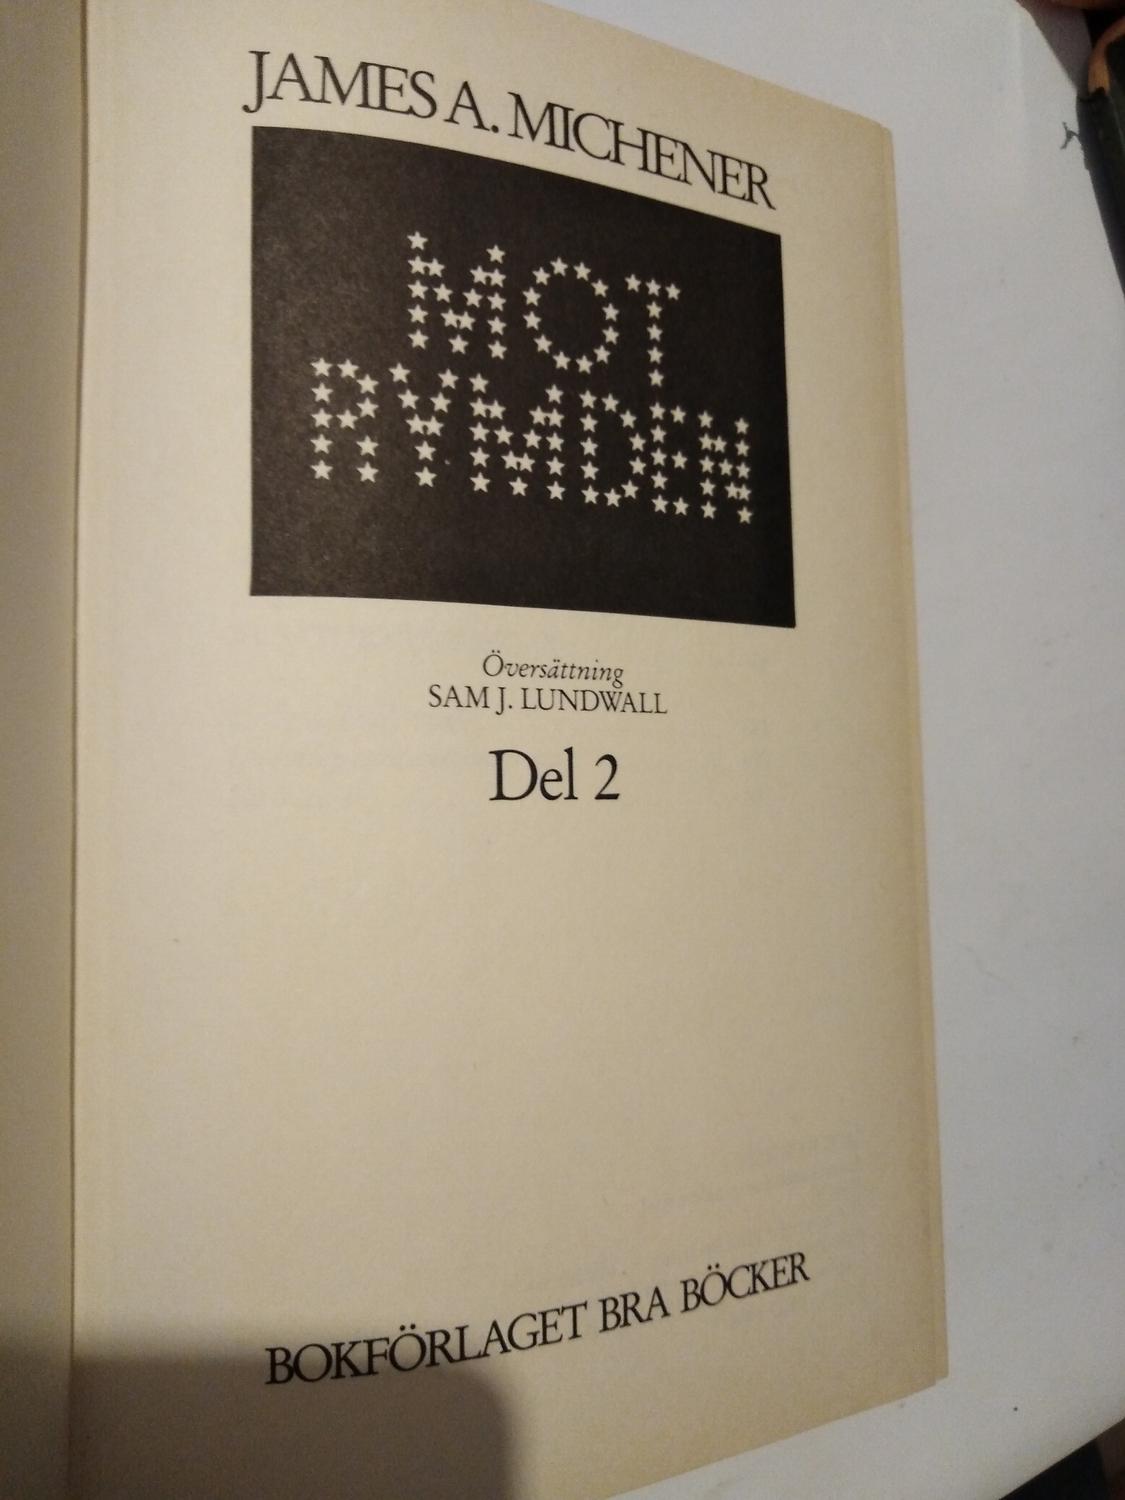 JAMES A. MICHENER
MOT
RYMDEN
Översättning
SAM J. LUNDWALL
Del 2
BOKFÖRLAGET BRA BÖCKER